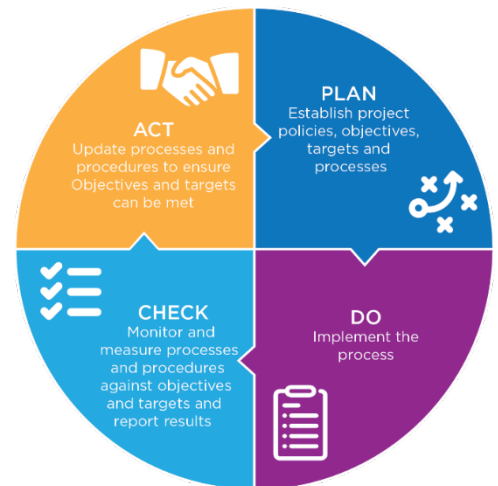 ACT
Update processes and
procedures to ensure
Objectives and targets
can be met
PLAN
Establish project
policies, objectives,
targets and
processes
CHECK
Monitor and
measure processes
and procedures
against objectives
and targets and
report results
DO
Implement the
process